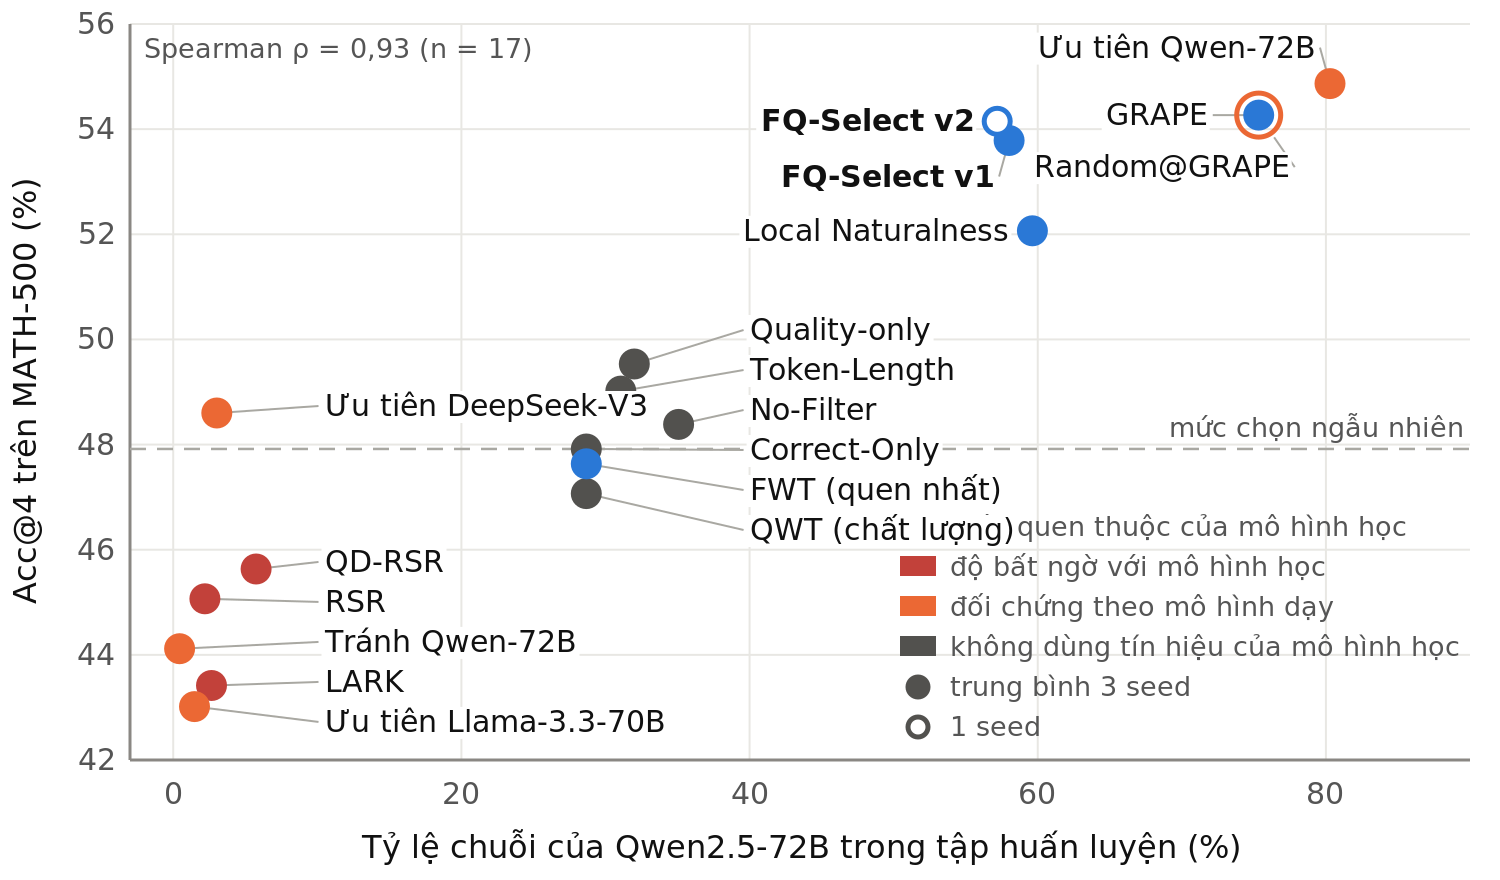 56
Spearman ρ = 0,93 (n = 17)
Ưu tiên Qwen-72B
54
FQ-Select v2
GRAPE
Random@GRAPE
FQ-Select v1
52
Local Naturalness
50
Quality-only
Token-Length
Ưu tiên DeepSeek-V3
No-Filter
mức chọn ngẫu nhiên
48
Correct-Only
FWT (quen nhất)
QWT (chất lượng)
quen thuộc của mô hình học
46
QD-RSR
độ bất ngờ với mô hình học
RSR
đối chứng theo mô hình dạy
Tránh Qwen-72B
không dùng tín hiệu của mô hình học
44
LARK
trung bình 3 seed
Ưu tiên Llama-3.3-70B
1 seed
42
0 20 40 60 80
Tỷ lệ chuỗi của Qwen2.5-72B trong tập huấn luyện (%)
Acc@4 trên MATH-500 (%)